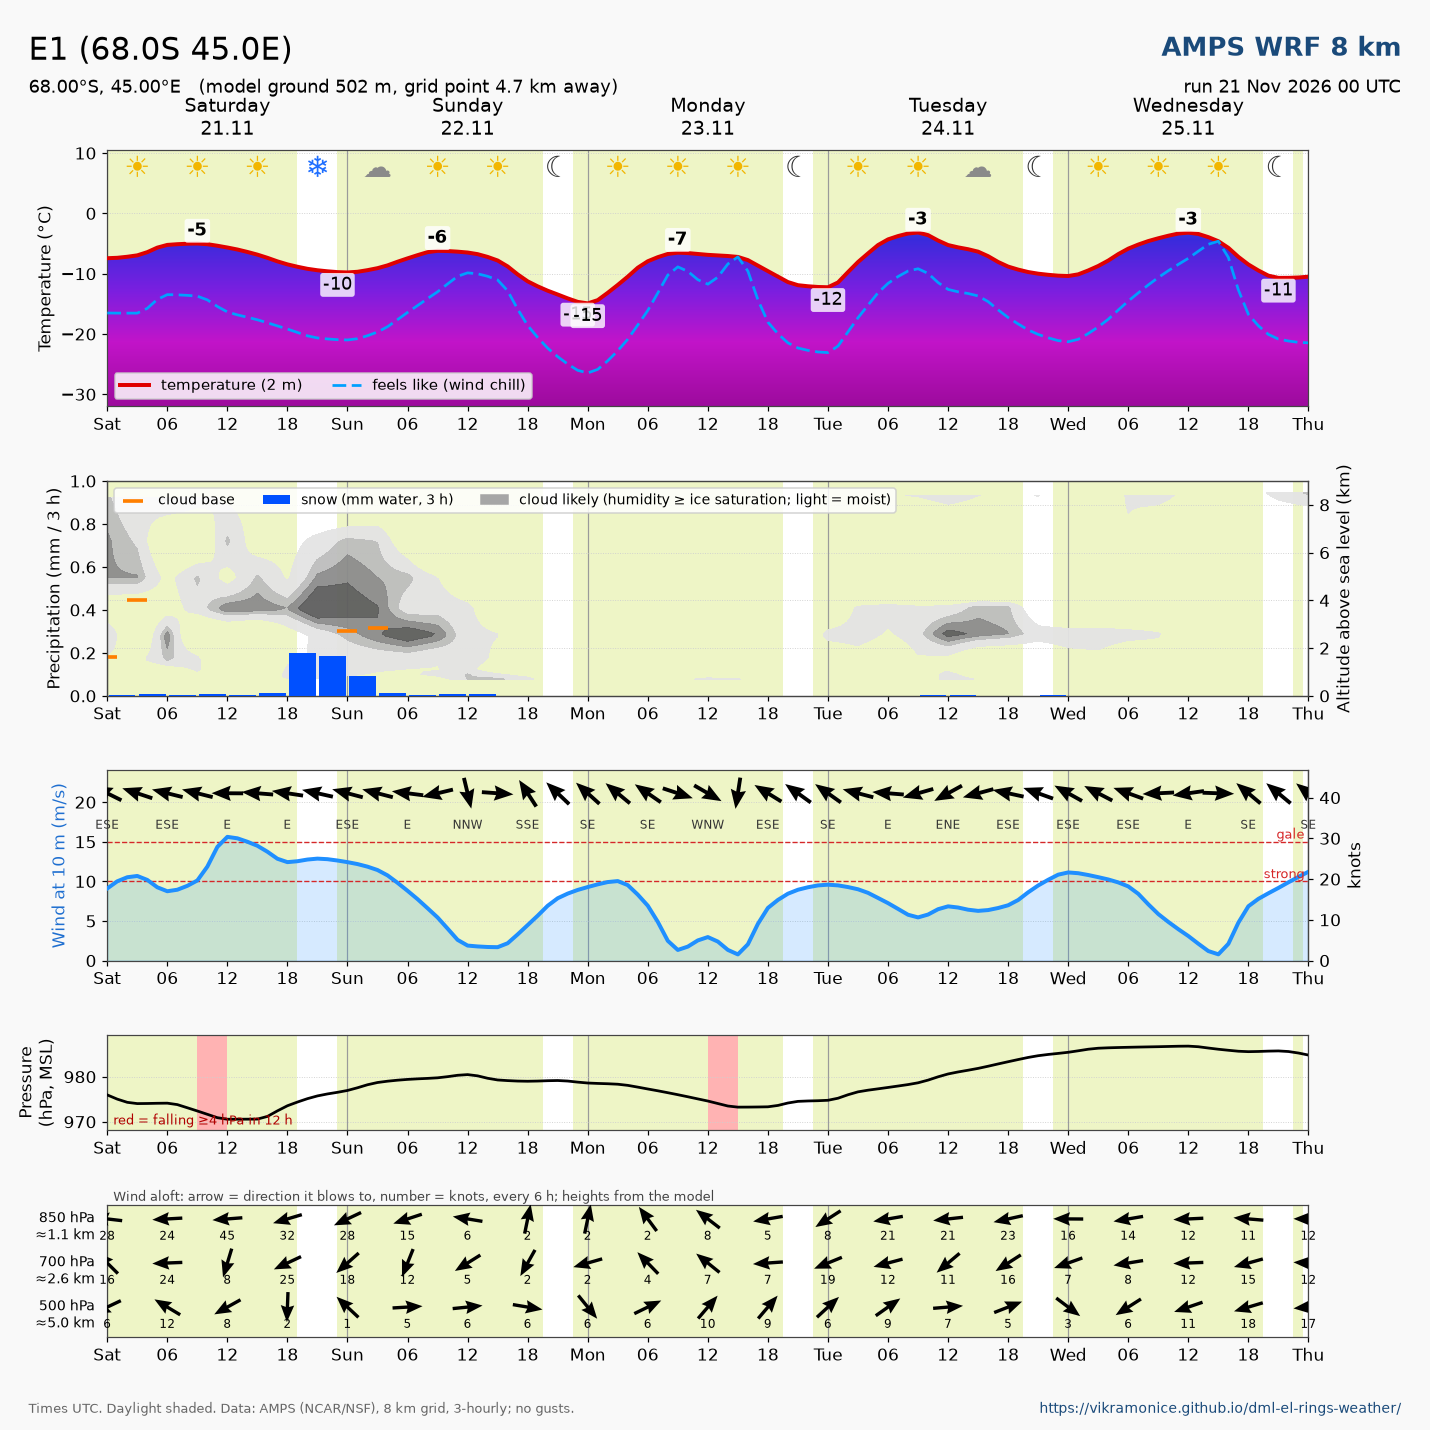 E1 (68.0S 45.0E)
AMPS WRF 8 km
68.00°S, 45.00°E (model ground 502 m, grid point 4.7 km away)
run 21 Nov 2026 00 UTC
Saturday Sunday Monday Tuesday Wednesday
21.11 22.11 23.11 24.11 25.11
Temperature (°C)
10
0
−10
−20
−30
-5 -6 -7 -3 -3
-10 -15 -12 -11
temperature (2 m) feels like (wind chill)
Sat 06 12 18 Sun 06 12 18 Mon 06 12 18 Tue 06 12 18 Wed 06 12 18 Thu
Precipitation (mm / 3 h)
1.0
0.8
0.6
0.4
0.2
0.0
cloud base snow (mm water, 3 h) cloud likely (humidity ≥ ice saturation; light = moist)
8
6
4
2
0
Altitude above sea level (km)
Sat 06 12 18 Sun 06 12 18 Mon 06 12 18 Tue 06 12 18 Wed 06 12 18 Thu
Wind at 10 m (m/s)
20
15
10
5
0
ESE ESE E E ESE E NNW SSE SE SE WNW ESE SE E ENE ESE ESE ESE E SE SE
gale
strong
40
30
20
10
0
knots
Sat 06 12 18 Sun 06 12 18 Mon 06 12 18 Tue 06 12 18 Wed 06 12 18 Thu
Pressure
(hPa, MSL)
980
970
red = falling ≥4 hPa in 12 h
Sat 06 12 18 Sun 06 12 18 Mon 06 12 18 Tue 06 12 18 Wed 06 12 18 Thu
Wind aloft: arrow = direction it blows to, number = knots, every 6 h; heights from the model
850 hPa
≈1.1 km 28 24 45 32 28 15 6 2 2 2 8 5 8 21 21 23 16 14 12 11 12
700 hPa
≈2.6 km 16 24 8 25 18 12 5 2 2 4 7 7 19 12 11 16 7 8 12 15 12
500 hPa
≈5.0 km 6 12 8 2 1 5 6 6 6 6 10 9 6 9 7 5 3 6 11 18 17
Sat 06 12 18 Sun 06 12 18 Mon 06 12 18 Tue 06 12 18 Wed 06 12 18 Thu
Times UTC. Daylight shaded. Data: AMPS (NCAR/NSF), 8 km grid, 3-hourly; no gusts.
https://vikramonice.github.io/dml-el-rings-weather/